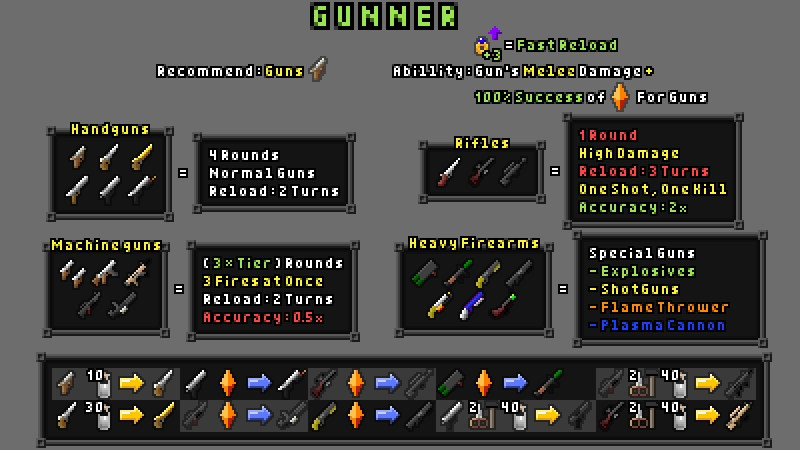 GUNNER
+3 = Fast Reload
Recommend: Guns
Abillity: Gun's Melee Damage +
100% Success of For Guns
Handguns
=
4 Rounds
Normal Guns
Reload: 2 Turns
Rifles
=
1 Round
High Damage
Reload: 3 Turns
One Shot, One Kill
Accuracy: 2x
Machineguns
=
(3 x Tier) Rounds
3 Fires at Once
Reload: 2 Turns
Accuracy: 0.5x
Heavy Firearms
=
Special Guns
- Explosives
- ShotGuns
- Flame Thrower
- Plasma Cannon
10 2 40
30 2 40 2 40